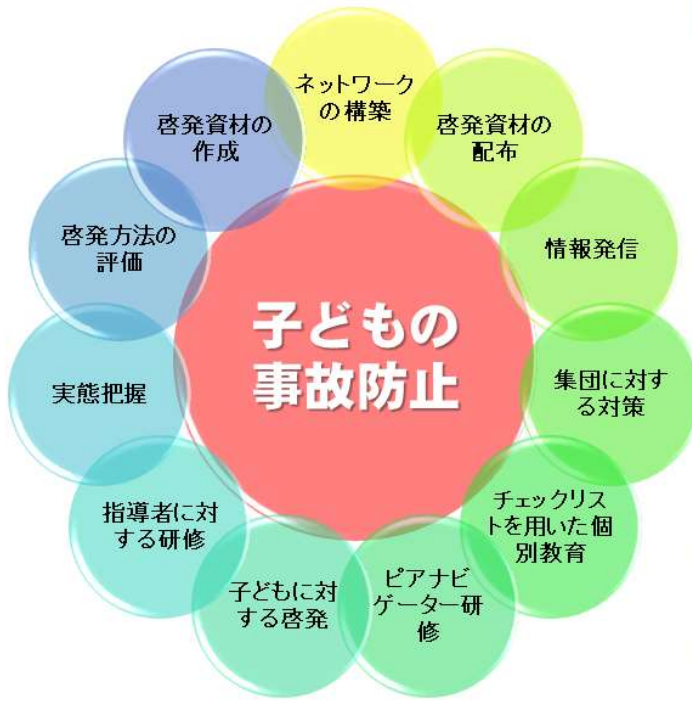 ネットワーク
の構築
啓発資材の
配布
情報発信
集団に対す
る対策
チェックリス
トを用いた個
別教育
ピアナビ
ゲーター研
修
子どもに対
する啓発
指導者に対
する研修
実態把握
啓発方法の
評価
啓発資材の
作成
子どもの
事故防止